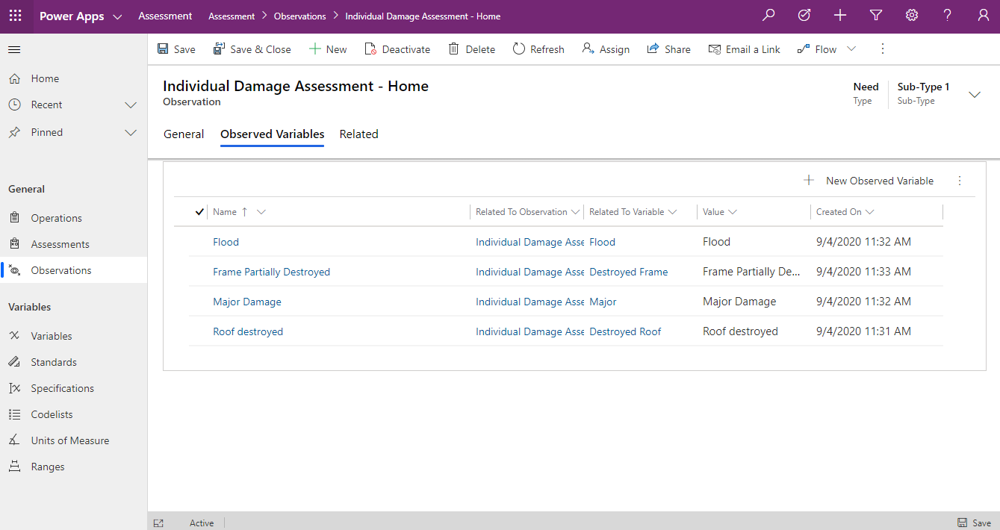 Power Apps Assessment Assessment > Observations > Individual Damage Assessment - Home
Save Save & Close New Deactivate Delete Refresh Assign Share Email a Link Flow
Home
Recent
Pinned
General
Operations
Assessments
Observations
Variables
Variables
Standards
Specifications
Codelists
Units of Measure
Ranges
Individual Damage Assessment - Home
Observation
Need
Type
Sub-Type 1
Sub-Type
General Observed Variables Related
New Observed Variable
Name ↑ Related To Observation Related To Variable Value Created On
Flood Individual Damage Asse Flood Flood 9/4/2020 11:32 AM
Frame Partially Destroyed Individual Damage Asse Destroyed Frame Frame Partially De... 9/4/2020 11:33 AM
Major Damage Individual Damage Asse Major Major Damage 9/4/2020 11:32 AM
Roof destroyed Individual Damage Asse Destroyed Roof Roof destroyed 9/4/2020 11:31 AM
Active Save